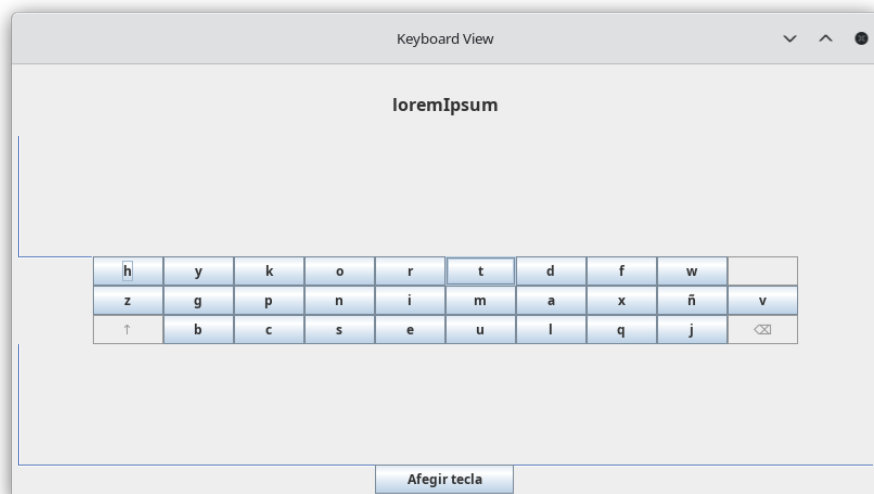 Keyboard View
loremIpsum
h y k o r t d f w
z g p n i m a x ñ v
↑ b c s e u l q j ⌫
Afegir tecla